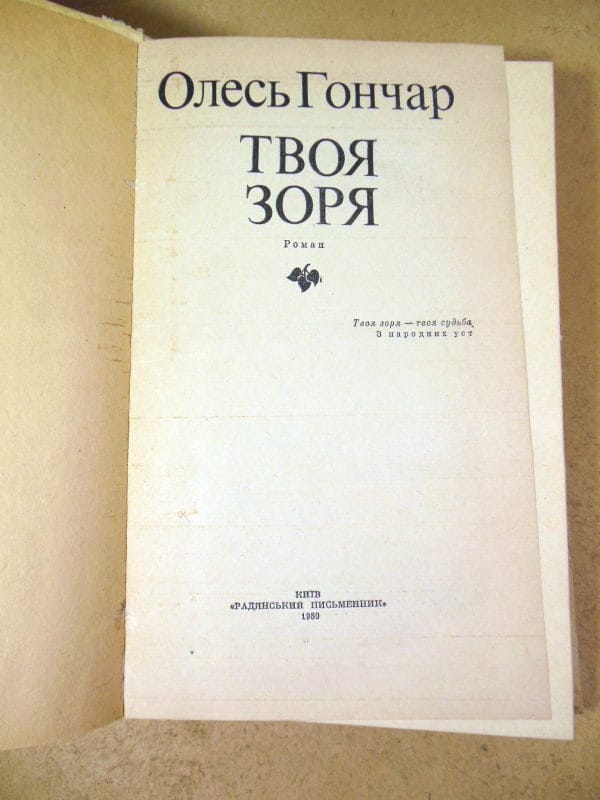 Олесь Гончар
ТВОЯ
ЗОРЯ
Роман
Твоя зоря — твоя судьба.
З народних уст
КИЇВ
«РАДЯНСЬКИЙ ПИСЬМЕННИК»
1980